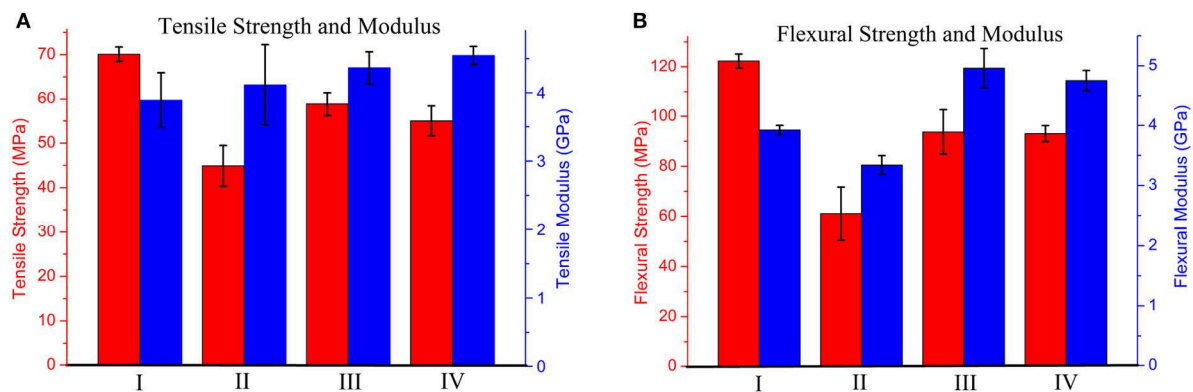 A
Tensile Strength and Modulus
Tensile Strength (MPa)
70
60
50
40
30
20
10
0
I
II
III
IV
4
3
2
1
0
Tensile Modulus (GPa)
B
Flexural Strength and Modulus
Flexural Strength (MPa)
120
100
80
60
40
20
0
I
II
III
IV
5
4
3
2
1
0
Flexural Modulus (GPa)